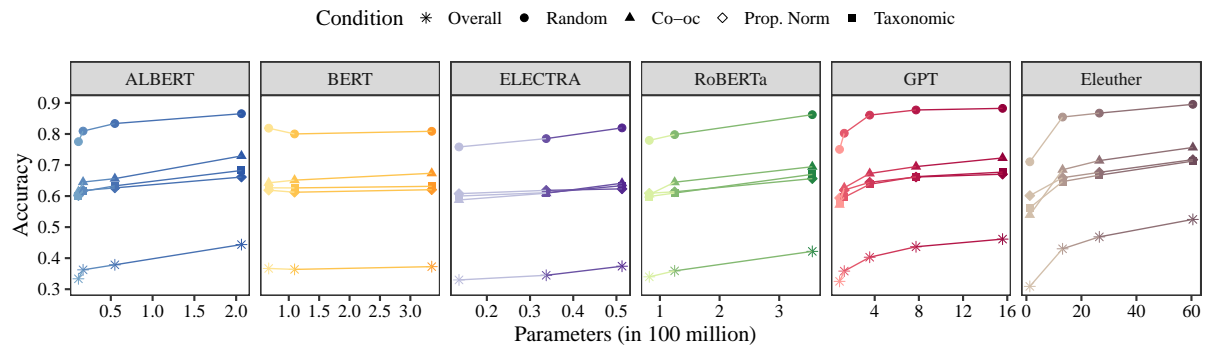 Condition Overall Random Co-oc Prop. Norm Taxonomic
ALBERT BERT ELECTRA RoBERTa GPT Eleuther
Accuracy
0.9
0.8
0.7
0.6
0.5
0.4
0.3
0.5 1.0 1.5 2.0 1.0 1.5 2.0 2.5 3.0 0.2 0.3 0.4 0.5 1 2 3 4 8 12 16 0 20 40 60
Parameters (in 100 million)